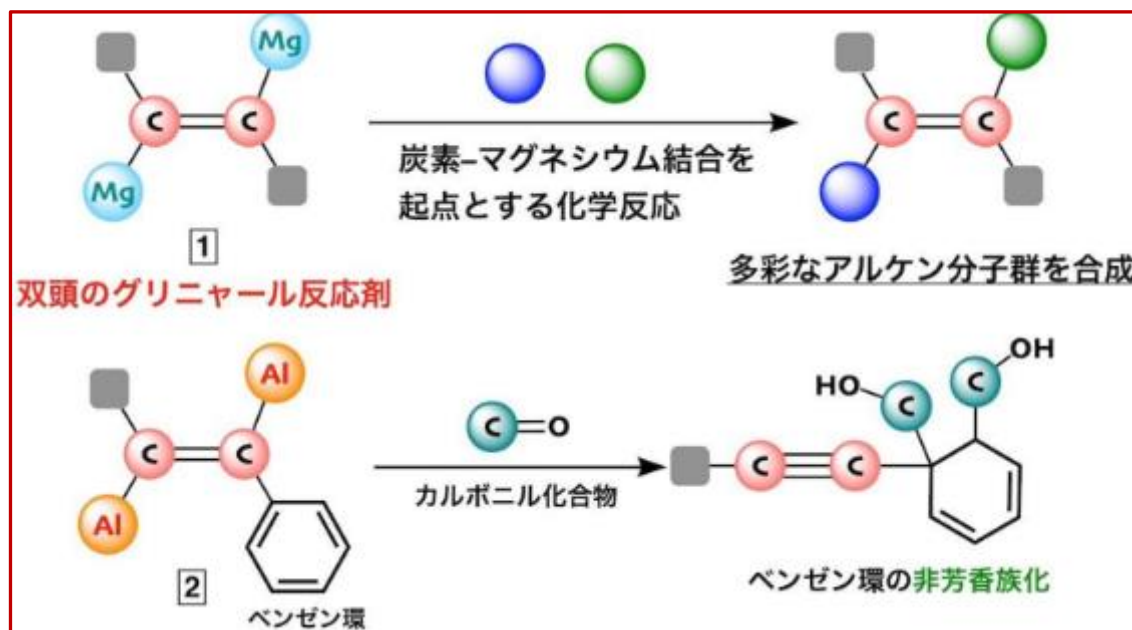 Mg
C
C
Mg
1
双頭のグリニャール反応剤
炭素–マグネシウム結合を
起点とする化学反応
C
C
多彩なアルケン分子群を合成
Al
C
C
Al
2
ベンゼン環
C=O
カルボニル化合物
HO
OH
C
C
C
C
ベンゼン環の非芳香族化